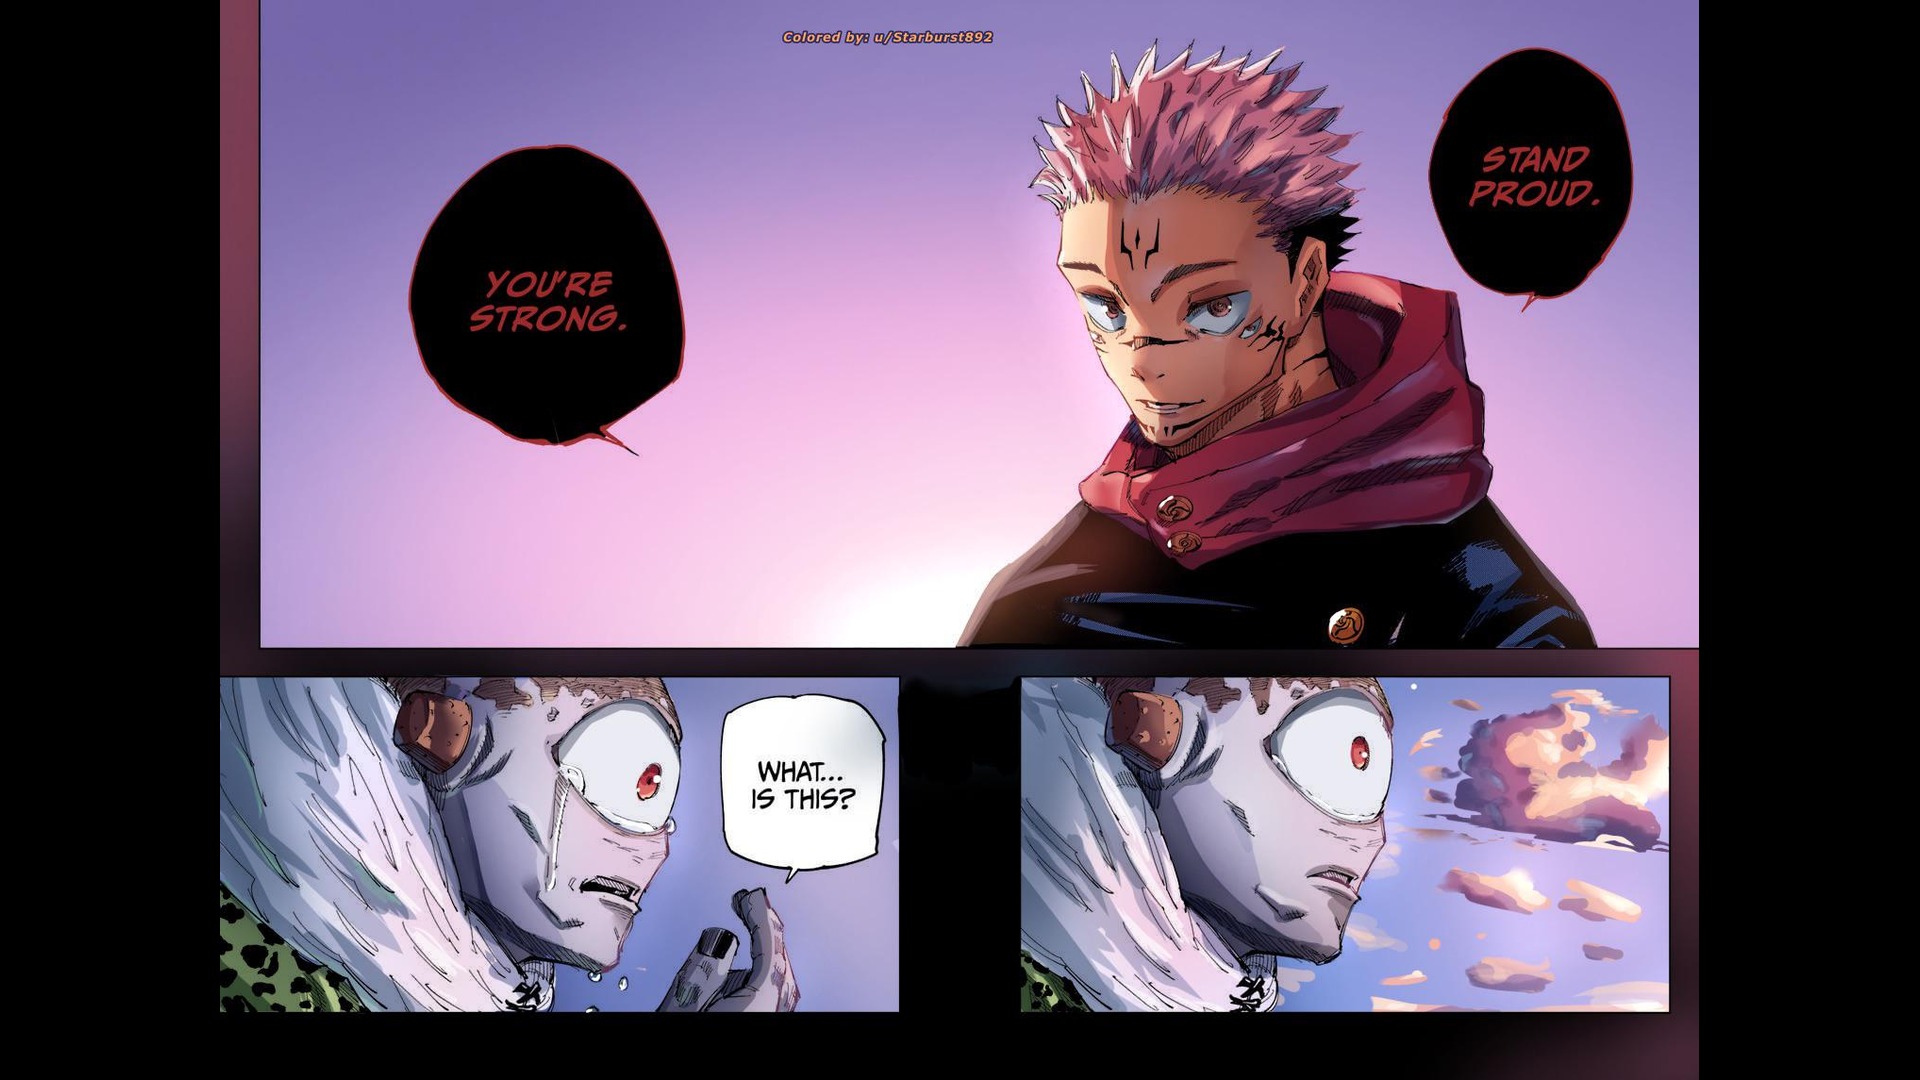 Colored by: u/Starburst892
STAND
PROUD.
YOU'RE
STRONG.
WHAT...
IS THIS?